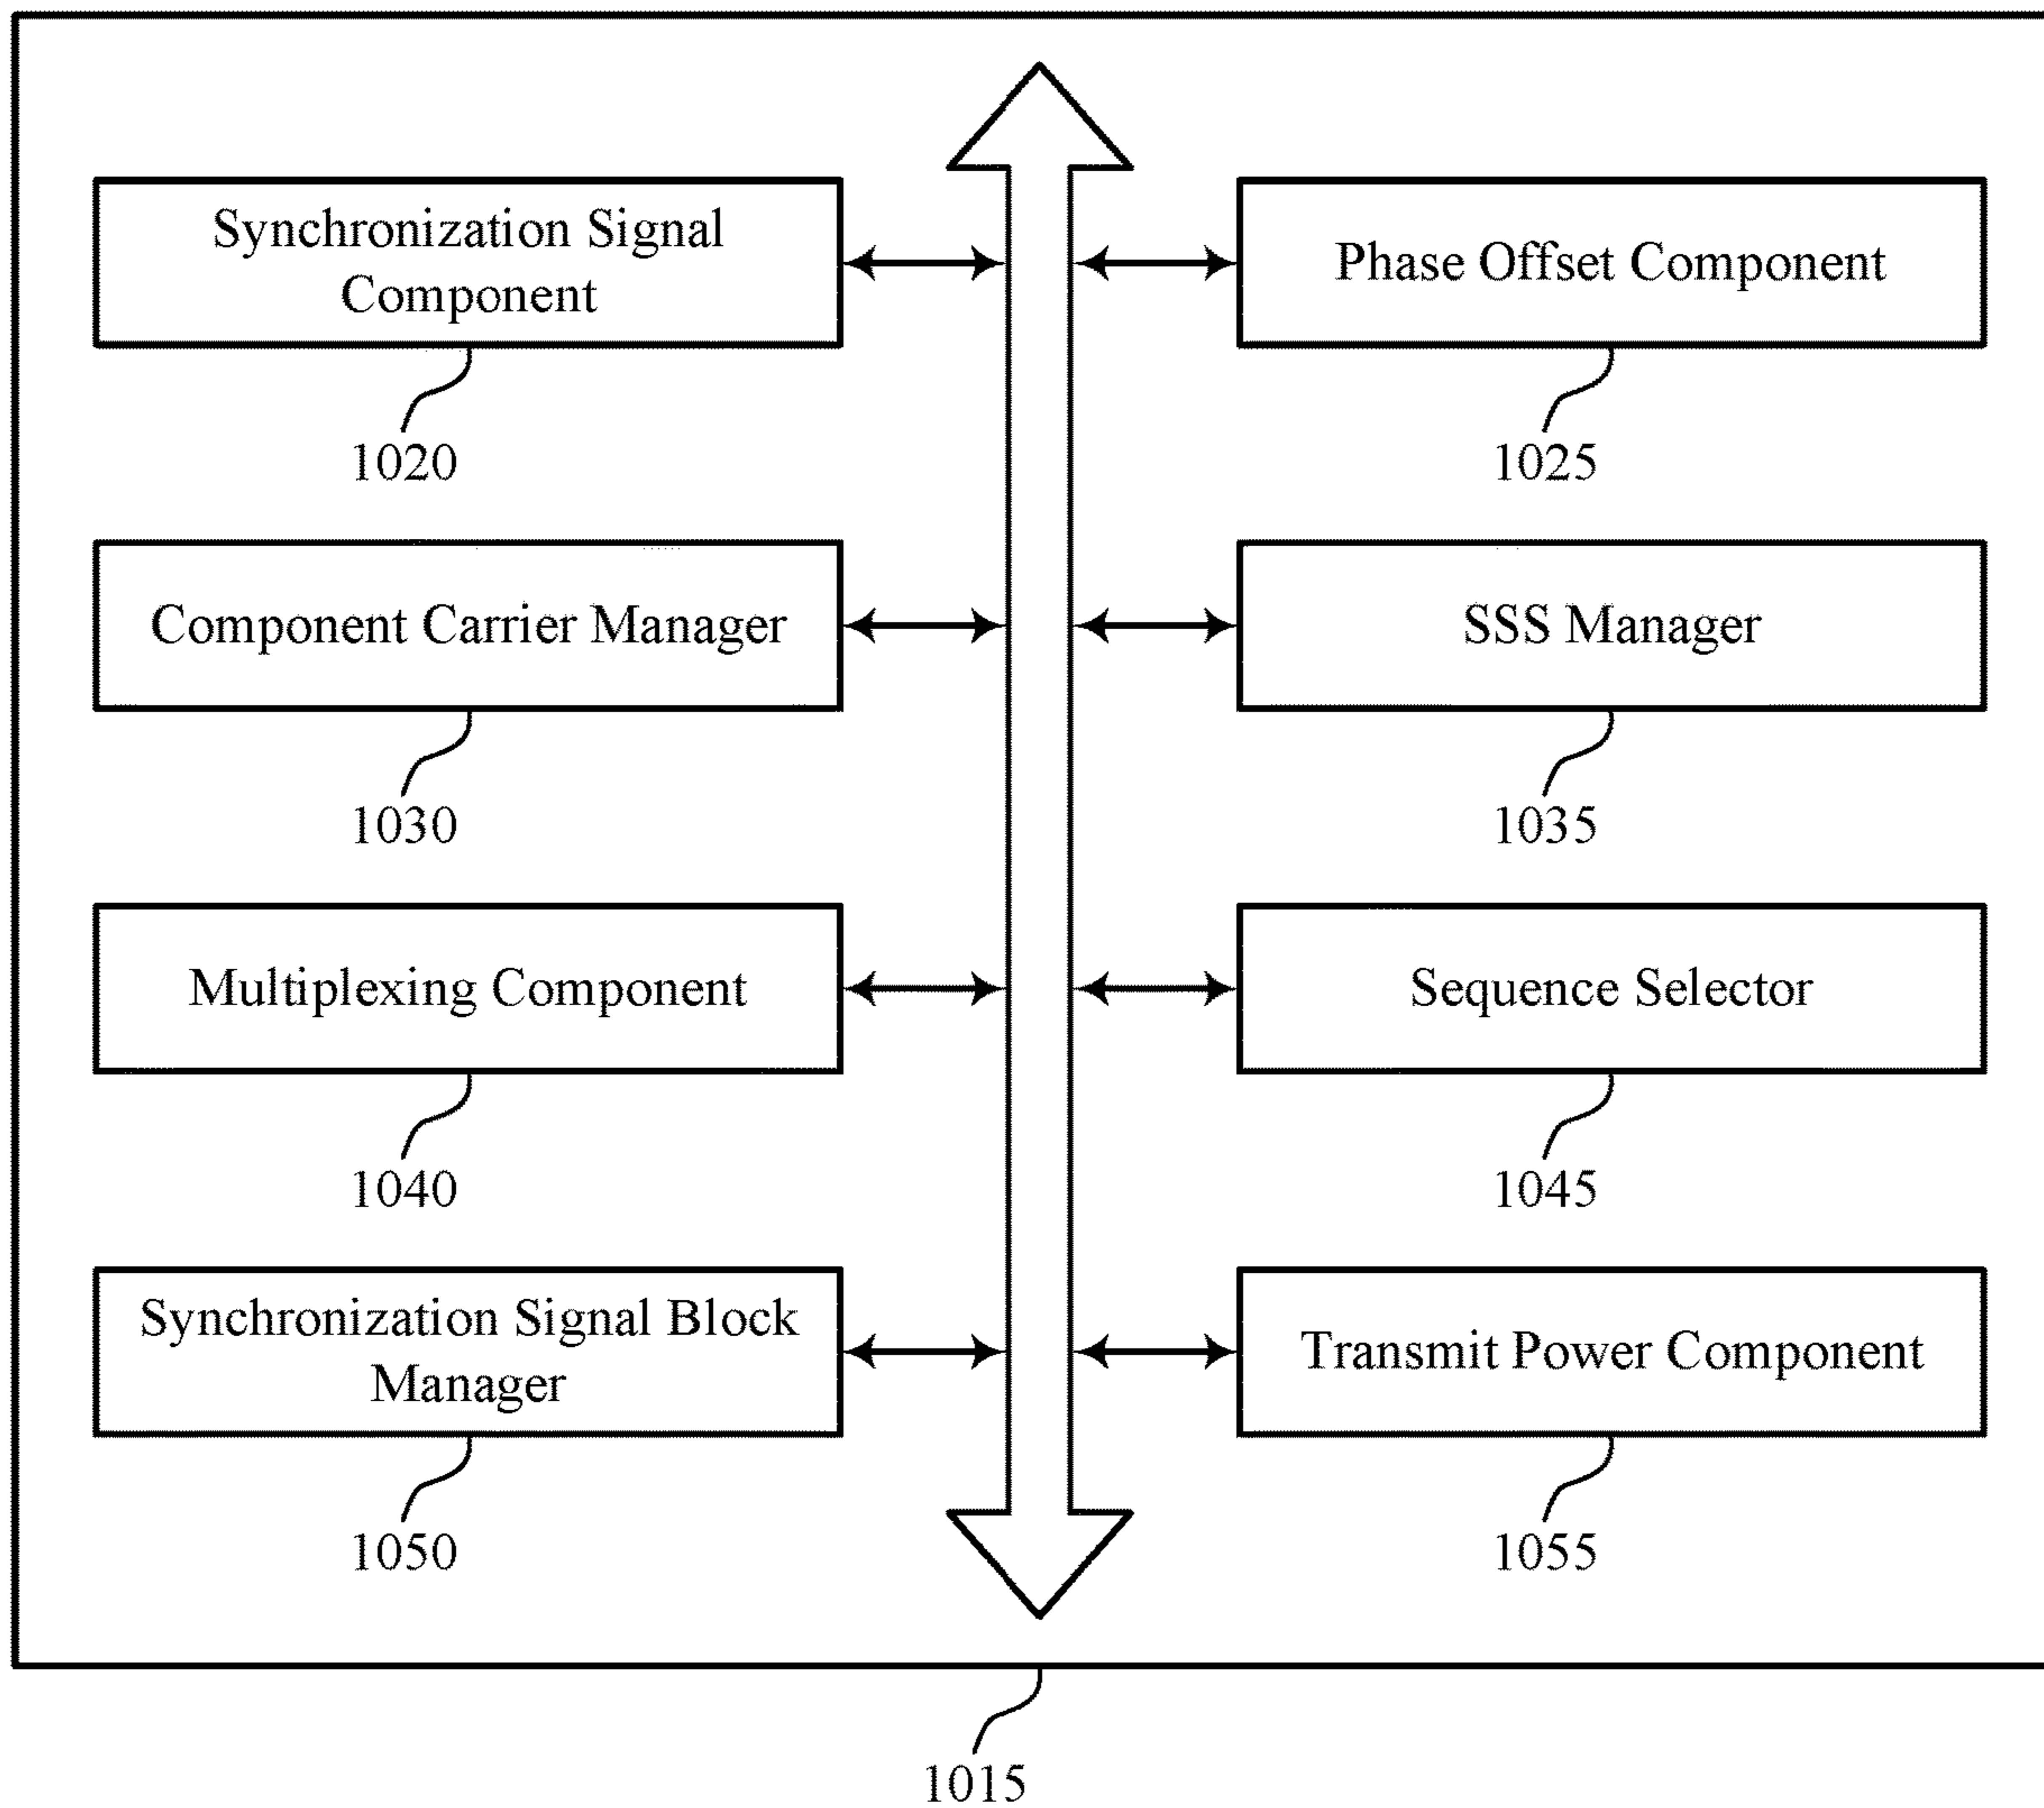 Synchronization Signal
Component
1020
Phase Offset Component
1025
Component Carrier Manager
1030
SSS Manager
1035
Multiplexing Component
1040
Sequence Selector
1045
Synchronization Signal Block
Manager
1050
Transmit Power Component
1055
1015